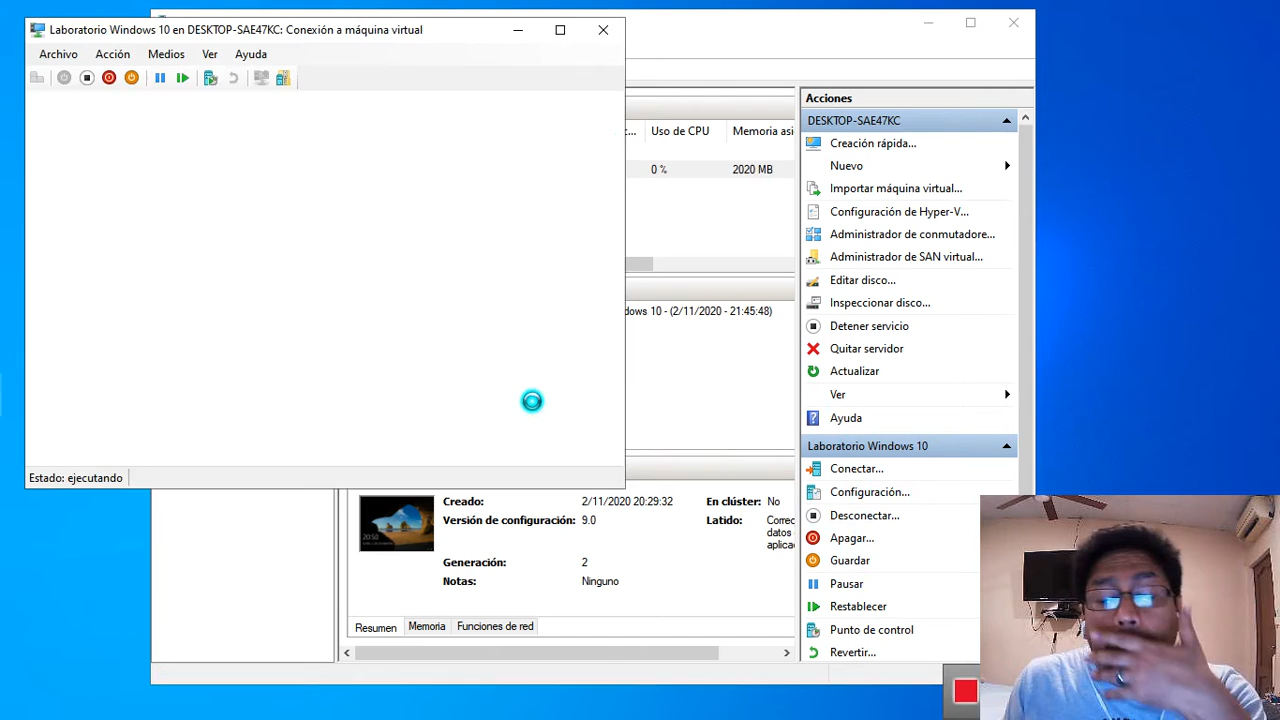 Laboratorio Windows 10 en DESKTOP-SAE47KC: Conexión a máquina virtual
Archivo Acción Medios Ver Ayuda
Estado: ejecutando
Uso de CPU Memoria asi
0 % 2020 MB
dows 10 - (2/11/2020 - 21:45:48)
Creado: 2/11/2020 20:29:32 En clúster: No
Versión de configuración: 9.0 Latido: Correc
datos
aplica
Generación: 2
Notas: Ninguno
Resumen Memoria Funciones de red
Acciones
DESKTOP-SAE47KC
Creación rápida...
Nuevo
Importar máquina virtual...
Configuración de Hyper-V...
Administrador de conmutadore...
Administrador de SAN virtual...
Editar disco...
Inspeccionar disco...
Detener servicio
Quitar servidor
Actualizar
Ver
Ayuda
Laboratorio Windows 10
Conectar...
Configuración...
Desconectar...
Apagar...
Guardar
Pausar
Restablecer
Punto de control
Revertir...